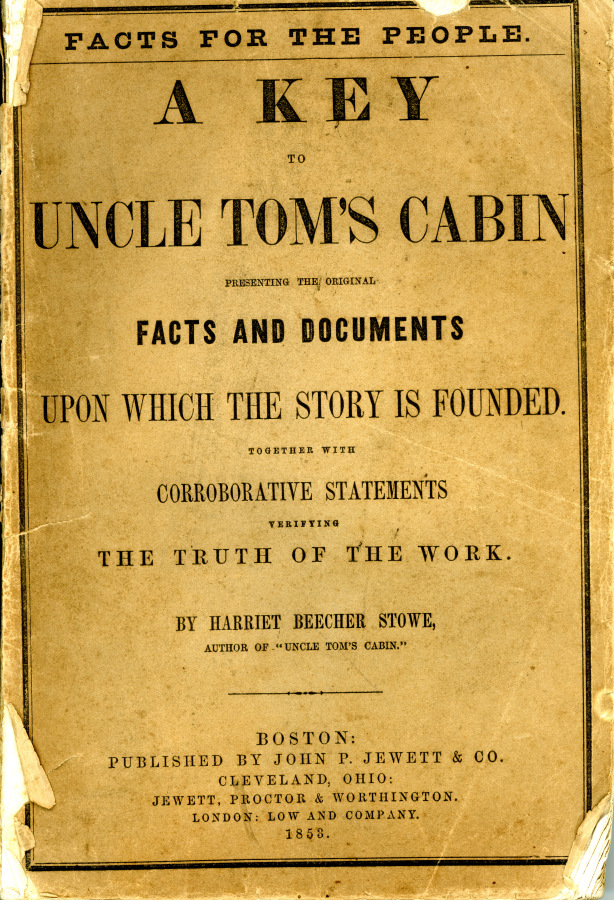 FACTS FOR THE PEOPLE.
A KEY
TO
UNCLE TOM'S CABIN
PRESENTING THE ORIGINAL
FACTS AND DOCUMENTS
UPON WHICH THE STORY IS FOUNDED.
TOGETHER WITH
CORROBORATIVE STATEMENTS
VERIFYING
THE TRUTH OF THE WORK.
BY HARRIET BEECHER STOWE,
AUTHOR OF "UNCLE TOM'S CABIN."
BOSTON:
PUBLISHED BY JOHN P. JEWETT & CO.
CLEVELAND, OHIO:
JEWETT, PROCTOR & WORTHINGTON.
LONDON: LOW AND COMPANY.
1853.